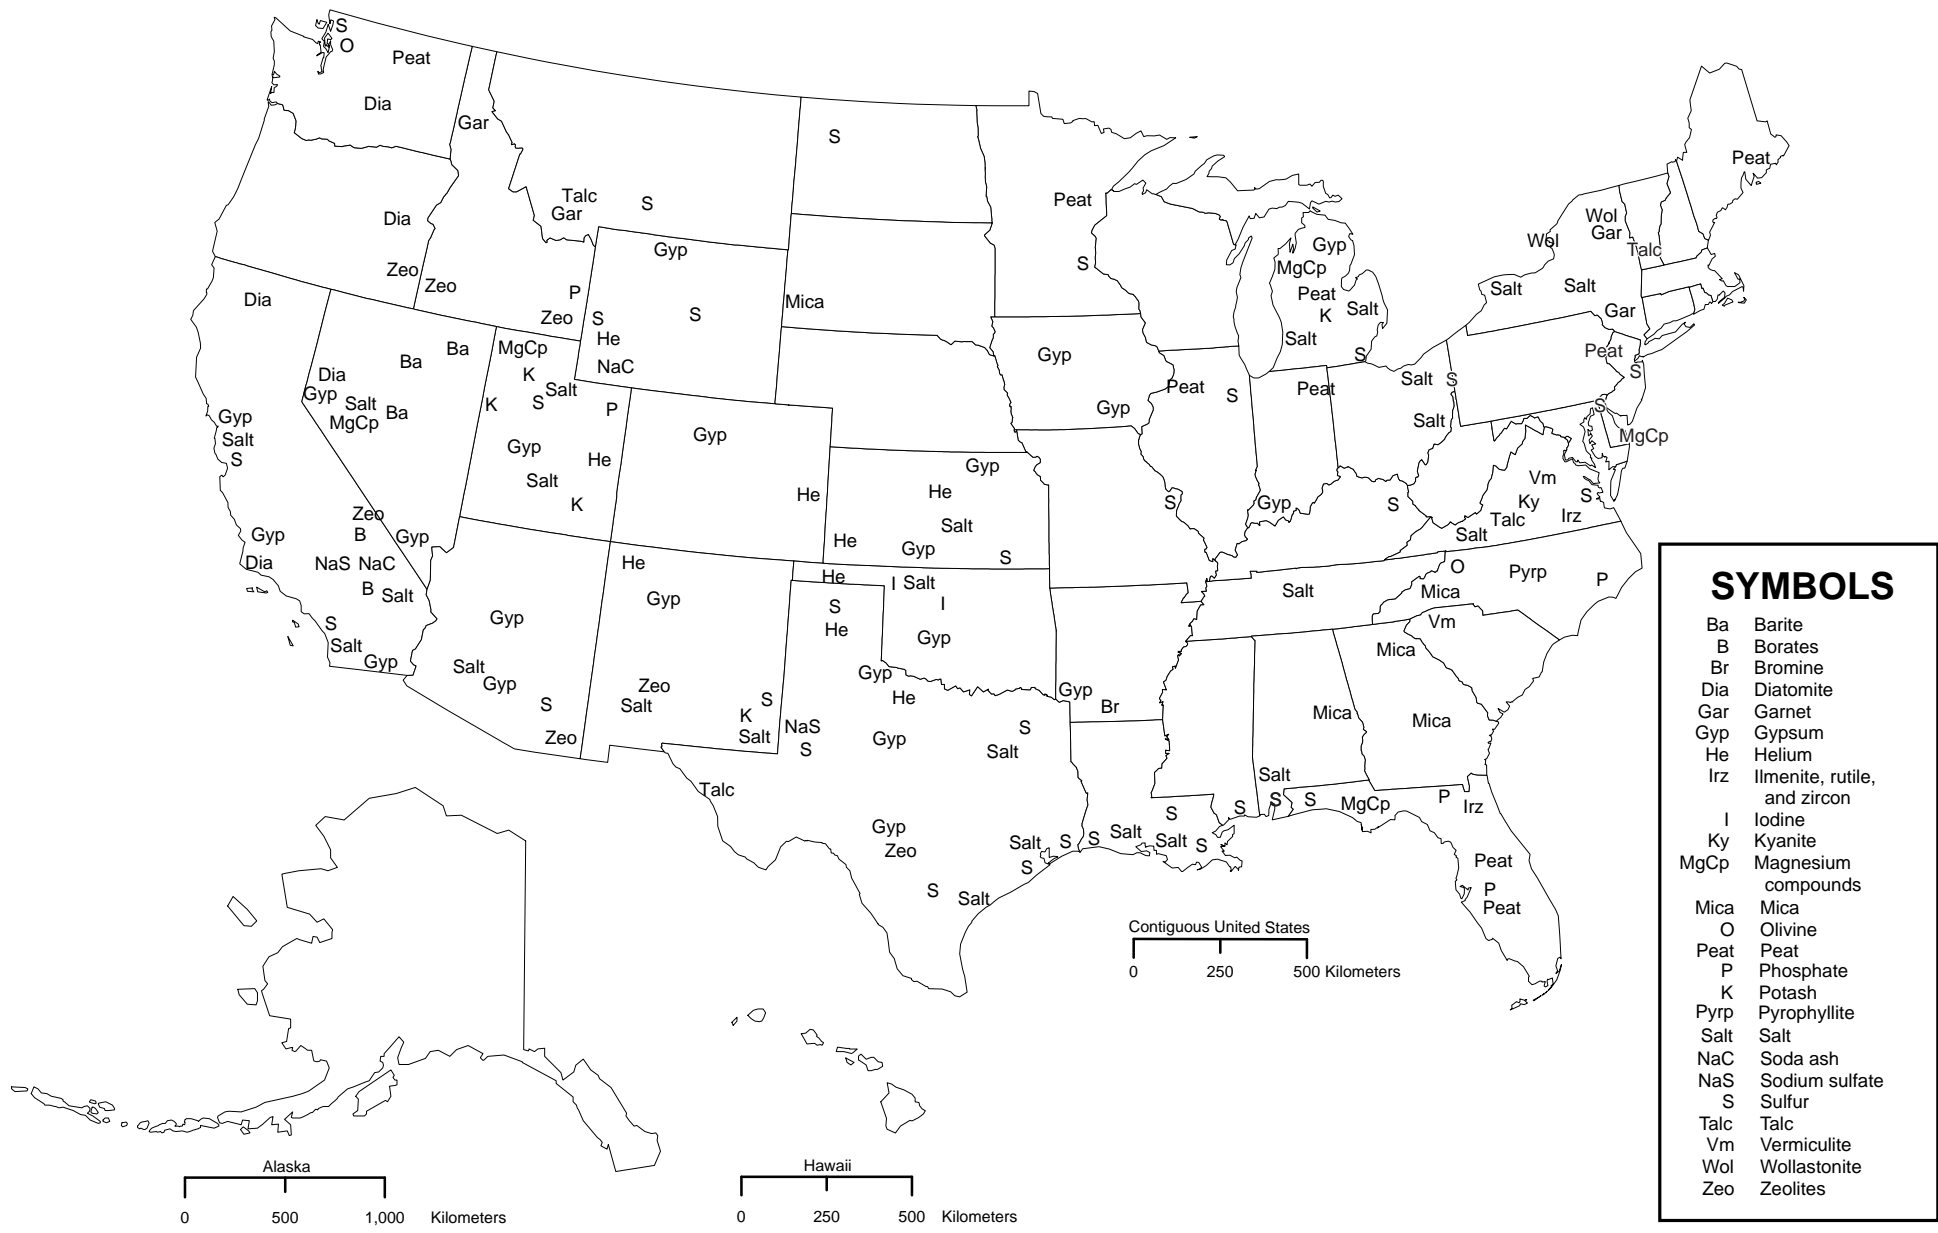 S
O
Peat
Dia
Gar
S
Talc
Gar
S
Dia
Zeo
Zeo
P
Zeo
Gyp
S
S
He
NaC
Mica
Peat
S
Gyp
MgCp
Peat
K
Salt
Salt
S
Peat
Wol
Gar
Wol
Talc
Salt
Salt
Gar
Peat
S
Dia
Ba
Ba
Dia
Gyp
Salt
MgCp
Ba
MgCp
K
Salt
K
S
P
Gyp
He
Salt
K
Gyp
He
Gyp
Gyp
Peat
S
Peat
Salt
S
Salt
S
MgCp
Gyp
Salt
S
Gyp
Dia
Zeo
B
Gyp
NaS
NaC
B
Salt
S
Salt
Gyp
Gyp
He
Salt
He
Gyp
S
S
Gyp
S
Vm
Ky
S
Talc
Irz
Salt
Gyp
Salt
Gyp
S
Zeo
He
Gyp
Zeo
Salt
S
K
Salt
He
I
Salt
I
Gyp
S
He
Gyp
He
NaS
S
Gyp
S
Salt
Talc
Gyp
Zeo
Salt
S
S
S
Salt
Gyp
Br
Salt
O
Pyrp
P
Mica
Vm
Mica
Mica
Mica
S
Salt
S
Salt
S
S
Salt
S
S
MgCp
P
Irz
Peat
P
Peat
Contiguous United States
0 250 500 Kilometers
Alaska
0 500 1,000 Kilometers
Hawaii
0 250 500 Kilometers
SYMBOLS
Ba Barite
B Borates
Br Bromine
Dia Diatomite
Gar Garnet
Gyp Gypsum
He Helium
Irz Ilmenite, rutile,
and zircon
I Iodine
Ky Kyanite
MgCp Magnesium
compounds
Mica Mica
O Olivine
Peat Peat
P Phosphate
K Potash
Pyrp Pyrophyllite
Salt Salt
NaC Soda ash
NaS Sodium sulfate
S Sulfur
Talc Talc
Vm Vermiculite
Wol Wollastonite
Zeo Zeolites